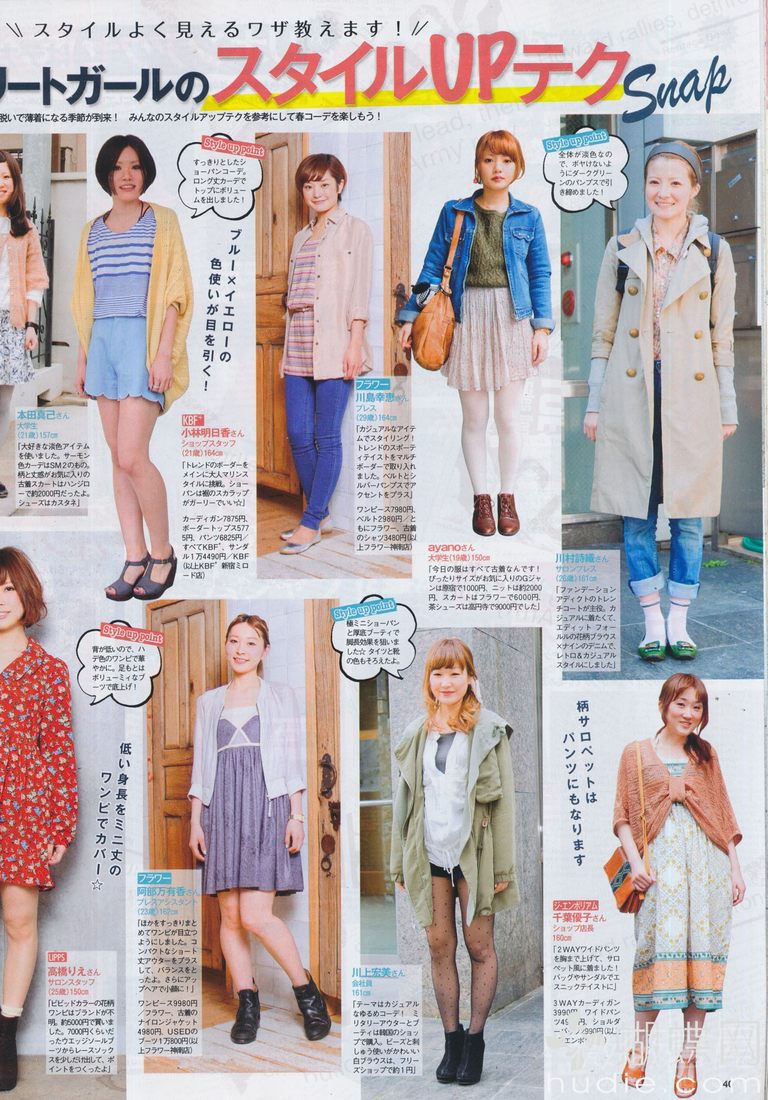 スタイルよく見えるワザ教えます！
リートガールのスタイルUPテクSnap
脱いで薄着になる季節が到来！ みんなのスタイルアップテクを参考にして春コーデを楽しもう！
Style up point
すっきりとした
ショーパンコーデ。
ロング丈カーデで
トップにボリュー
ムを出しました！
ブルー×イエローの
色使いが目を引く！
Style up point
全体が淡色なの
で、ボヤけないよ
うにダークグリー
ンのパンプスで引
き締めました！
本田真己さん
大学生
(21歳)157cm
「大好きな淡色アイテム
を使いました。サーモン
色カーデはSM2のもの。
柄と丈感がお気に入りの
古着スカートはハンジロ
ーで約2000円だったよ。
シューズはカスタネ」
KBF+
小林明日香さん
ショップスタッフ
(21歳)164cm
「トレンドのボーダーを
メインに大人マリンス
タイルに挑戦。ショー
パンは裾のスカラップ
がガーリーでいい☆」
カーディガン7875円、
ボーダートップス577
5円、パンツ6825円／
すべてKBF+、サンダ
ル1万4490円／KBF
(以上KBF+ 新宿ミロ
ード店)
フラワー
川島幸恵さん
プレス
(29歳)164cm
「カジュアルなアイテ
ムでスタイリング！
トレンドのスポーテ
ィテイストをマルチ
ボーダーで取り入れ
ました。ベルトとシ
ルバーパンプスでア
クセントをプラス」
ワンピース7980円、
ベルト2980円／と
もにフラワー、古着
のシャツ3480円(以
上フラワー神南店)
ayanoさん
大学生(19歳)150cm
「今日の服はすべて古着なんです！
ぴったりサイズがお気に入りのGジャ
ンは原宿で1000円、ニットは約2000
円、スカートはフラワーで6000円、
茶シューズは高円寺で9000円でした」
川村詩織さん
サロンプレス
(26歳)161cm
「ファンデーション
アディクトのトレン
チコートが主役。カ
ジュアルに着たくて、
エディット フォール
ルの花柄ブラウス
×ナインのデニムで、
レトロ&カジュアル
スタイルにしました」
Style up point
背が低いので、ハ
デ色のワンピで華
やかに。足もとは
ボリューミィなブ
ーツで底上げ！
低い身長をミニ丈の
ワンピでカバー☆
Style up point
極ミニショーパン
と厚底ブーティで
脚長効果を狙いま
した☆ タイツと靴
の色もそろえたよ。
柄サロペットは
パンツにもなります
LIPPS
高橋りえさん
サロンスタッフ
(25歳)150cm
「ビビッドカラーの花柄
ワンピはブランドが不
明。約5000円で買いま
した。7000円くらいだ
ったウエッジソールブ
ーツからレースソック
スを少しだけ出して、ポ
イントをつくったよ」
フラワー
阿部万有香さん
プレスアシスタント
(23歳)162cm
「ほかをすっきりまと
めてワンピが目立つ
ようにしました。コ
ンパクトなショート
丈アウターをプラス
して、バランスをと
ったよ。さらにアッ
プヘアで小顔に！」
ワンピース9980円
／フラワー、古着の
ナイロンジャケット
4980円、USEDの
ブーツ1万800円(以
上フラワー神南店)
川上宏美さん
会社員
161cm
「テーマはカジュアル
なゆるめコーデ！ ミ
リタリーアウターとブ
ーティは韓国のショッ
プで購入。ビーズと刺
しゅう使いがかわいい
白ブラウスは、フリー
ズショップで約1円」
ジ・エンポリアム
千葉優子さん
ショップ店長
160cm
「2WAYワイドパンツ
を胸まで上げて、サロ
ペット風に着ました！
バッグやサンダルでエ
スニックテイストに」
3WAYカーディガン
3990円、ワイドパ
40
蝴蝶
hudie.com